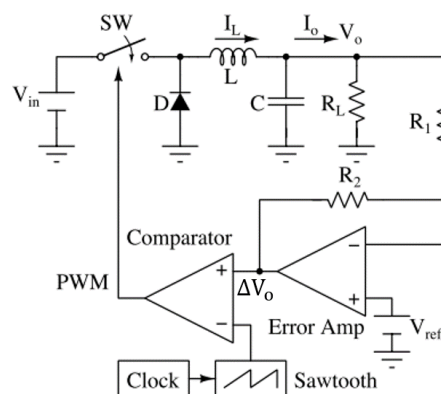 SW
I_L
I_o
V_o
V_in
D
L
C
R_L
R_1
R_2
Comparator
+
−
PWM
ΔV_o
−
+
Error Amp
V_ref
Clock
Sawtooth